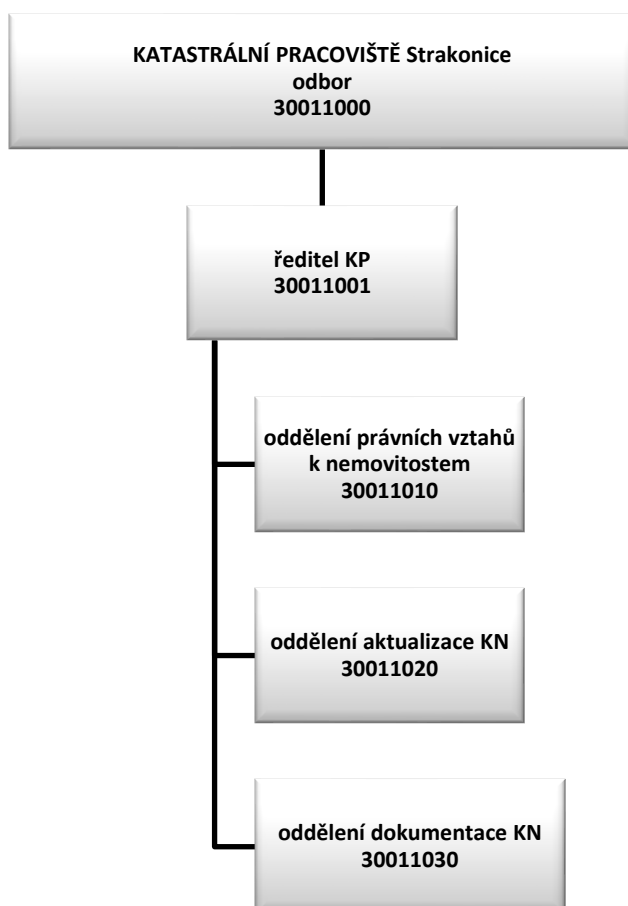 KATASTRÁLNÍ PRACOVIŠTĚ Strakonice
odbor
30011000
ředitel KP
30011001
oddělení právních vztahů
k nemovitostem
30011010
oddělení aktualizace KN
30011020
oddělení dokumentace KN
30011030